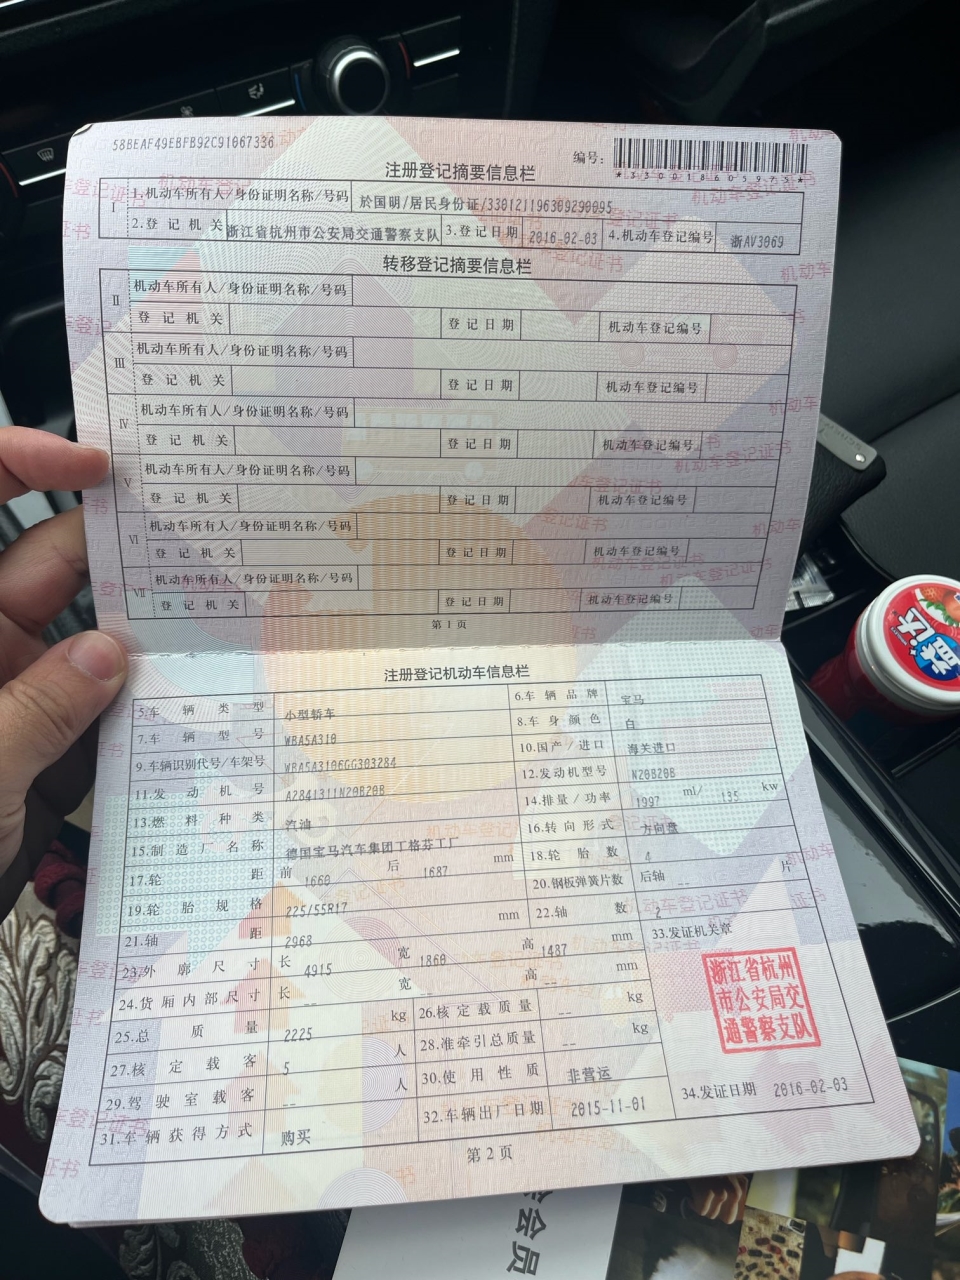 58BEAF49EBFB92C91067336
编号：
*330018605975*
注册登记摘要信息栏
Ⅰ 1.机动车所有人/身份证明名称/号码 於国明/居民身份证/330121196309290095
2.登记机关 浙江省杭州市公安局交通警察支队 3.登记日期 2016-02-03 4.机动车登记编号 浙AV3069
转移登记摘要信息栏
Ⅱ 机动车所有人/身份证明名称/号码
登记机关 登记日期 机动车登记编号
Ⅲ 机动车所有人/身份证明名称/号码
登记机关 登记日期 机动车登记编号
Ⅳ 机动车所有人/身份证明名称/号码
登记机关 登记日期 机动车登记编号
Ⅴ 机动车所有人/身份证明名称/号码
登记机关 登记日期 机动车登记编号
Ⅵ 机动车所有人/身份证明名称/号码
登记机关 登记日期 机动车登记编号
Ⅶ 机动车所有人/身份证明名称/号码
登记机关 登记日期 机动车登记编号
第1页
注册登记机动车信息栏
5.车辆类型 小型轿车 6.车辆品牌 宝马
7.车辆型号 WBA5A310 8.车身颜色 白
9.车辆识别代号/车架号 WBA5A3106GG303284 10.国产/进口 海关进口
11.发动机号 A2841311N20B20B 12.发动机型号 N20B20B
13.燃料种类 汽油 14.排量/功率 1997 ml/ 135 kw
15.制造厂名称 德国宝马汽车集团丁格芬工厂 16.转向形式 方向盘
17.轮距 前 1660 后 1687 mm 18.轮胎数 4
19.轮胎规格 225/55R17 20.钢板弹簧片数 后轴 -- 片
21.轴距 2968 mm 22.轴数 2
23.外廓尺寸 长 4915 宽 1860 高 1487 mm 33.发证机关章
24.货厢内部尺寸 长 -- 宽 -- 高 -- mm
浙江省杭州
市公安局交
通警察支队
25.总质量 2225 kg 26.核定载质量 -- kg
27.核定载客 5 人 28.准牵引总质量 -- kg
29.驾驶室载客 -- 人 30.使用性质 非营运
31.车辆获得方式 购买 32.车辆出厂日期 2015-11-01 34.发证日期 2016-02-03
第2页
益达
会员